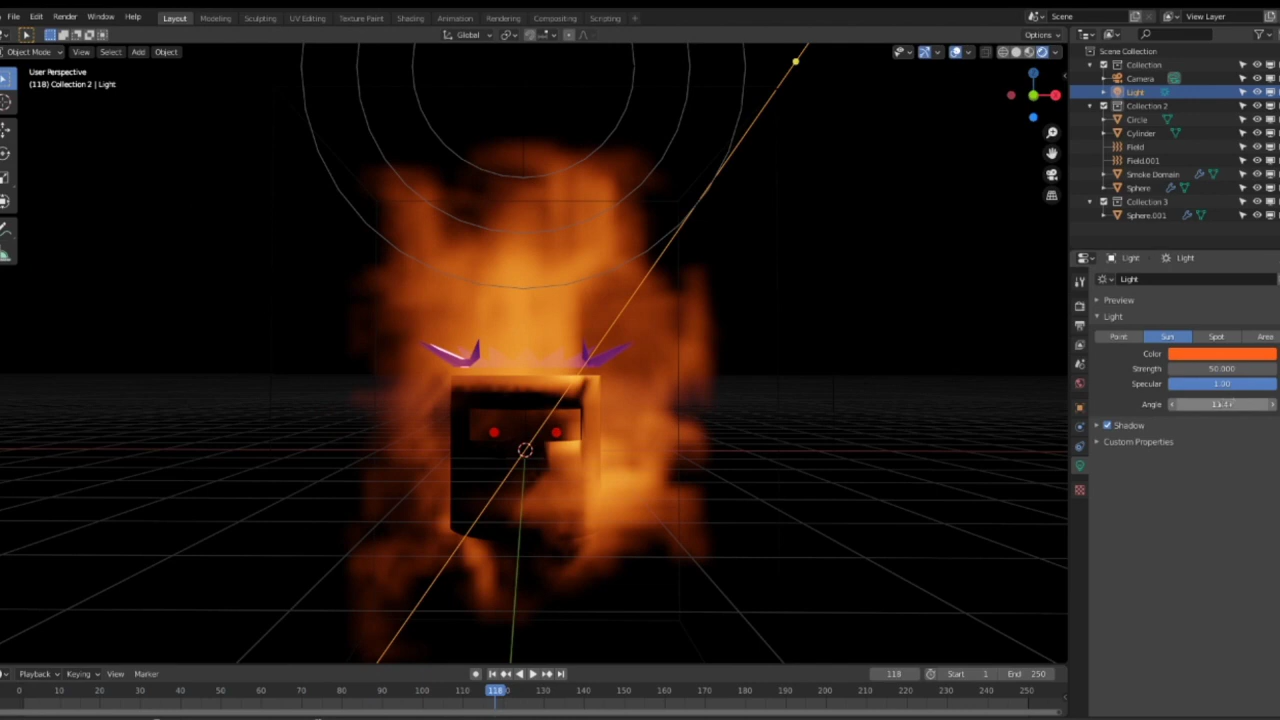 File Edit Render Window Help Layout Modeling Sculpting UV Editing Texture Paint Shading Animation Rendering Compositing Scripting + Scene View Layer
Global Options
Object Mode View Select Add Object
User Perspective
(118) Collection 2 | Light
Scene Collection
Collection
Camera
Light
Collection 2
Circle
Cylinder
Field
Field.001
Smoke Domain
Sphere
Collection 3
Sphere.001
Light Light
Light
Preview
Light
Point Sun Spot Area
Color
Strength 50.000
Specular 1.00
Angle
Shadow
Custom Properties
Playback Keying View Marker 118 Start 1 End 250
0 10 20 30 40 50 60 70 80 90 100 110 118 130 140 150 160 170 180 190 200 210 220 230 240 250